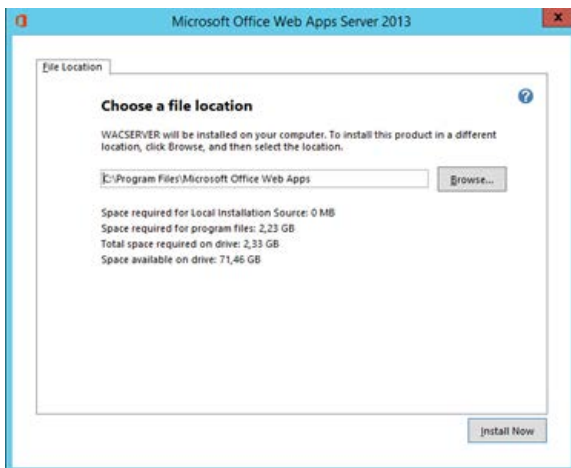 Microsoft Office Web Apps Server 2013
File Location
Choose a file location
WACSERVER will be installed on your computer. To install this product in a different
location, click Browse, and then select the location.
C:\Program Files\Microsoft Office Web Apps
Browse...
Space required for Local Installation Source: 0 MB
Space required for program files: 2,23 GB
Total space required on drive: 2,33 GB
Space available on drive: 71,46 GB
Install Now